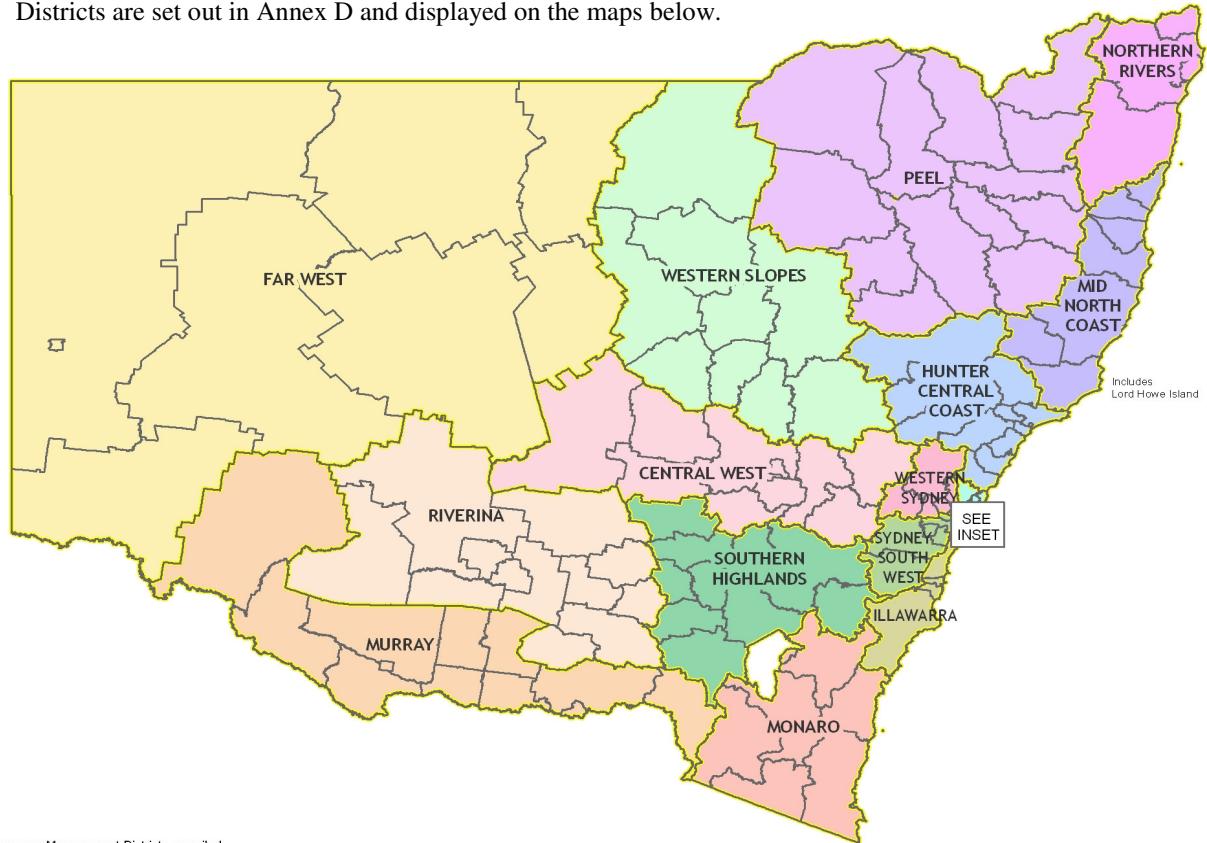 Districts are set out in Annex D and displayed on the maps below.
NORTHERN
RIVERS
PEEL
FAR WEST
WESTERN SLOPES
MID
NORTH
COAST
HUNTER
CENTRAL
COAST
Includes
Lord Howe Island
CENTRAL WEST
WESTERN
SYDNEY
RIVERINA
SEE
INSET
SYDNEY
SOUTH
WEST
SOUTHERN
HIGHLANDS
ILLAWARRA
MURRAY
MONARO